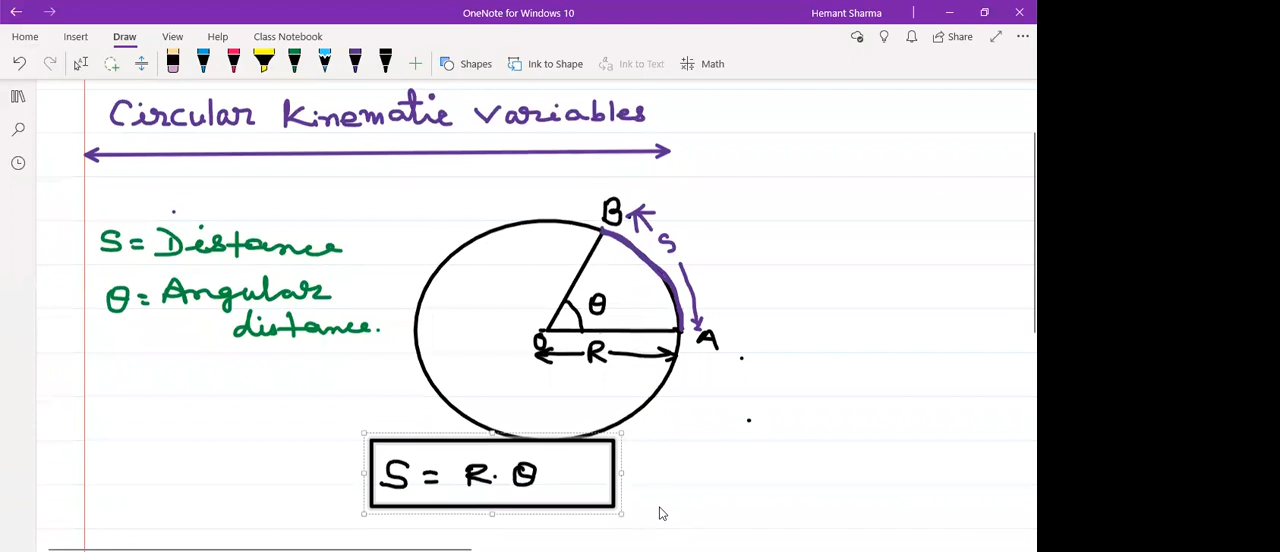 OneNote for Windows 10
Hemant Sharma
Home Insert Draw View Help Class Notebook
Share
Shapes Ink to Shape Ink to Text Math
Circular Kinematic Variables
S = Distance
θ = Angular
distance.
B
S
θ
O
A
R
S = R. θ